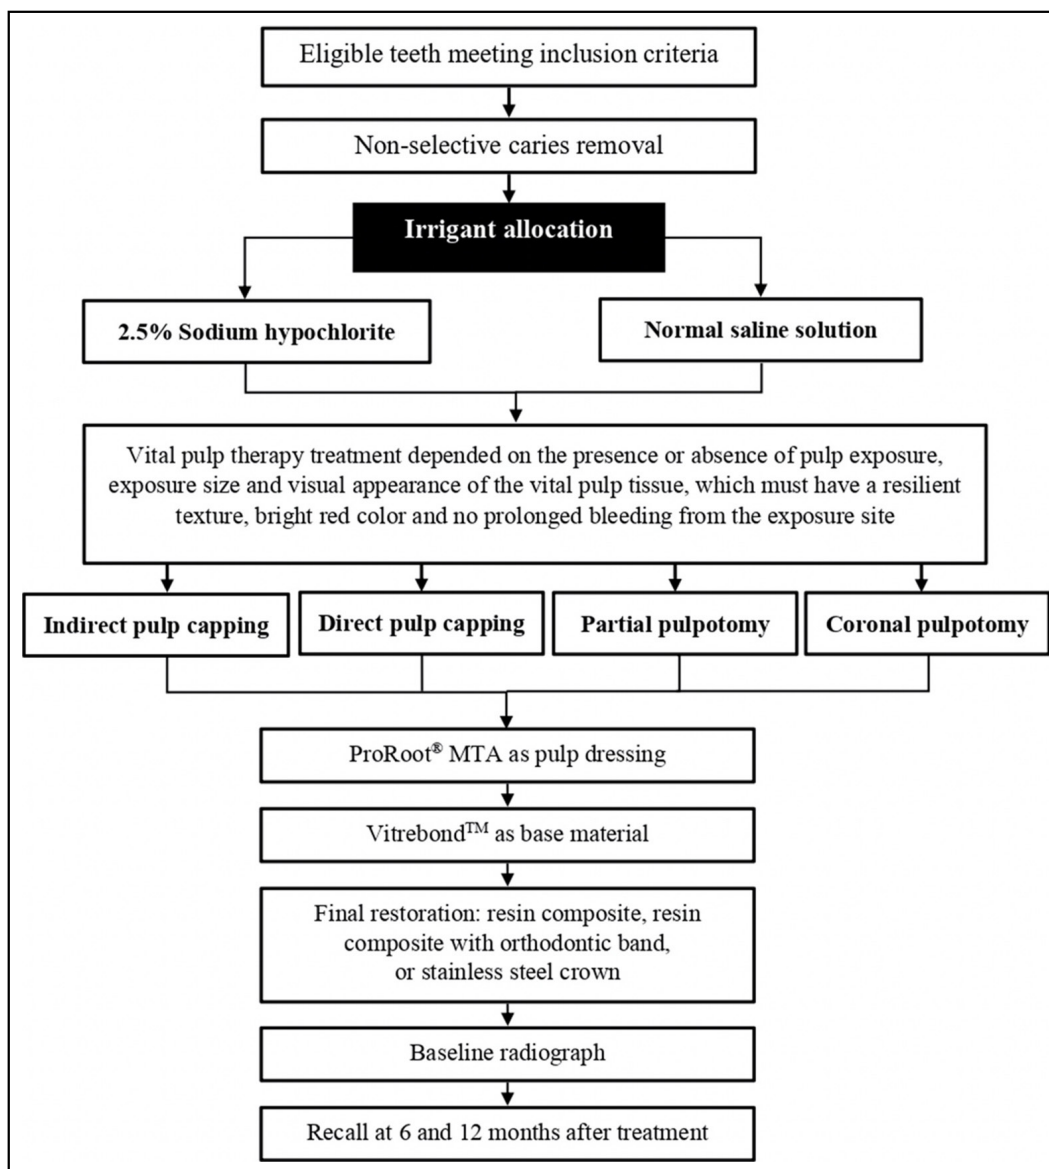 Eligible teeth meeting inclusion criteria
Non-selective caries removal
Irrigant allocation
2.5% Sodium hypochlorite
Normal saline solution
Vital pulp therapy treatment depended on the presence or absence of pulp exposure,
exposure size and visual appearance of the vital pulp tissue, which must have a resilient
texture, bright red color and no prolonged bleeding from the exposure site
Indirect pulp capping
Direct pulp capping
Partial pulpotomy
Coronal pulpotomy
ProRoot® MTA as pulp dressing
Vitrebond™ as base material
Final restoration: resin composite, resin
composite with orthodontic band,
or stainless steel crown
Baseline radiograph
Recall at 6 and 12 months after treatment